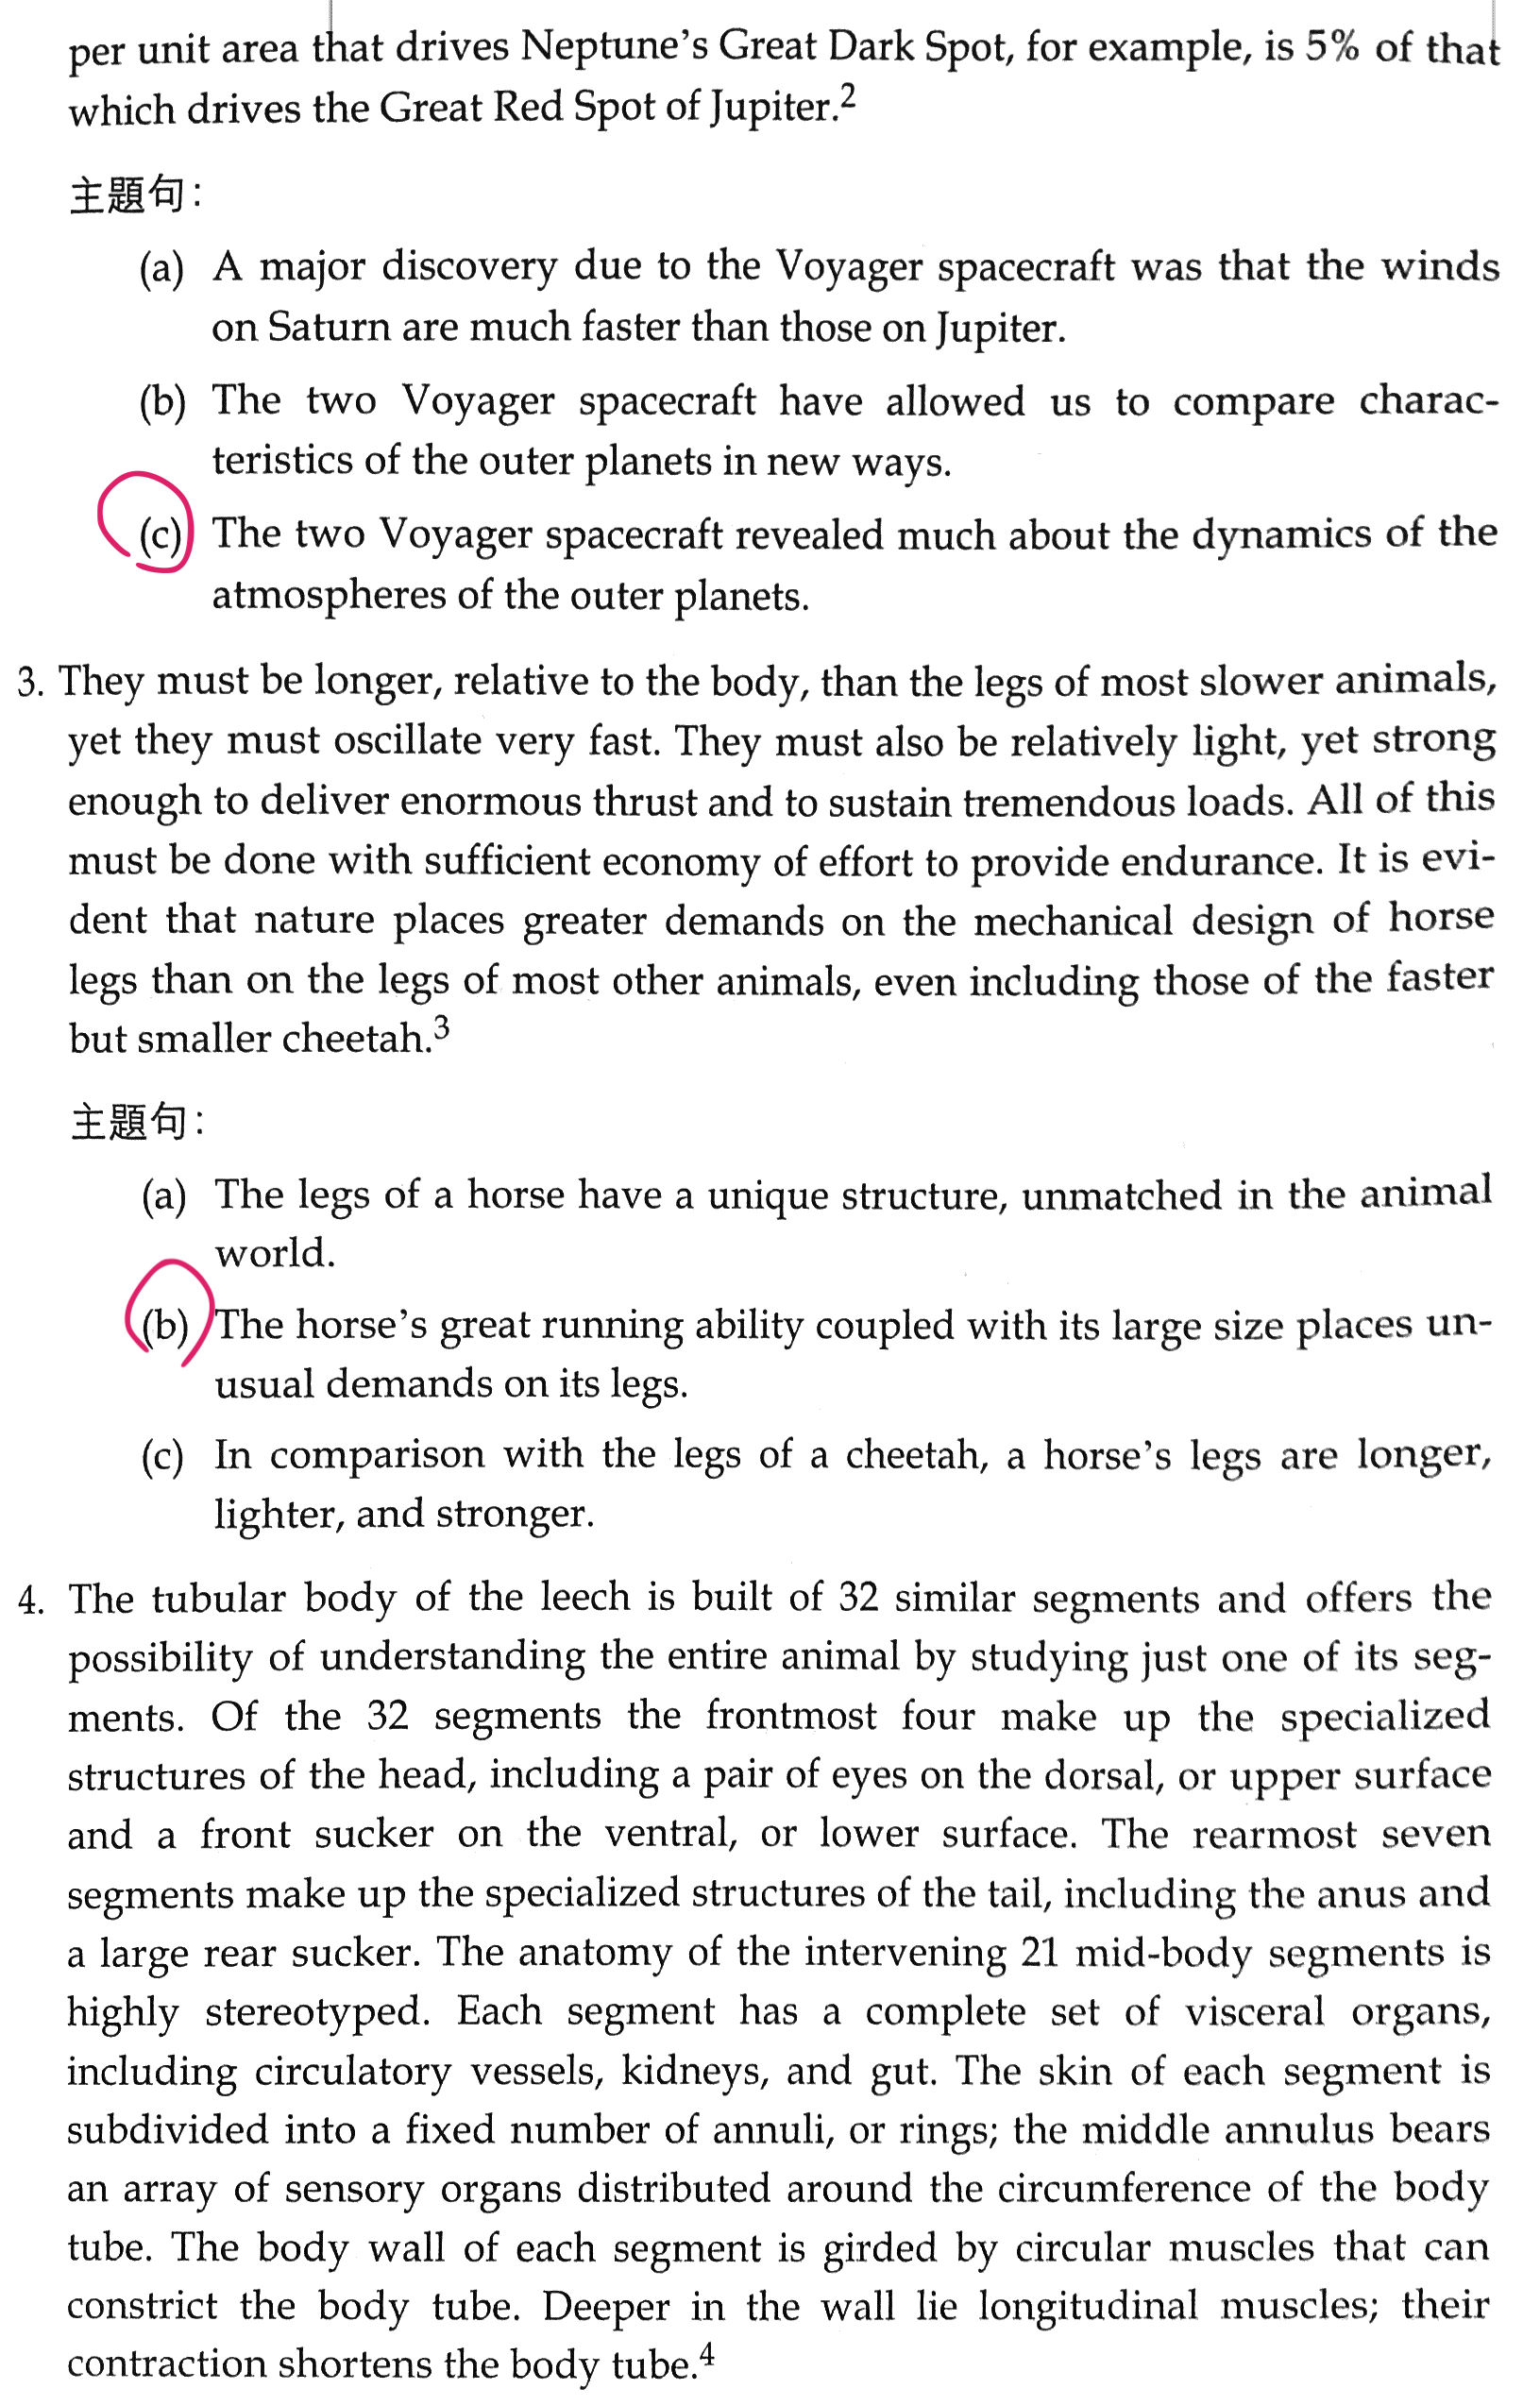 per unit area that drives Neptune's Great Dark Spot, for example, is 5% of that
which drives the Great Red Spot of Jupiter.2
主題句:
(a) A major discovery due to the Voyager spacecraft was that the winds
on Saturn are much faster than those on Jupiter.
(b) The two Voyager spacecraft have allowed us to compare charac-
teristics of the outer planets in new ways.
(c) The two Voyager spacecraft revealed much about the dynamics of the
atmospheres of the outer planets.
3. They must be longer, relative to the body, than the legs of most slower animals,
yet they must oscillate very fast. They must also be relatively light, yet strong
enough to deliver enormous thrust and to sustain tremendous loads. All of this
must be done with sufficient economy of effort to provide endurance. It is evi-
dent that nature places greater demands on the mechanical design of horse
legs than on the legs of most other animals, even including those of the faster
but smaller cheetah.3
主題句:
(a) The legs of a horse have a unique structure, unmatched in the animal
world.
(b) The horse's great running ability coupled with its large size places un-
usual demands on its legs.
(c) In comparison with the legs of a cheetah, a horse's legs are longer,
lighter, and stronger.
4. The tubular body of the leech is built of 32 similar segments and offers the
possibility of understanding the entire animal by studying just one of its seg-
ments. Of the 32 segments the frontmost four make up the specialized
structures of the head, including a pair of eyes on the dorsal, or upper surface
and a front sucker on the ventral, or lower surface. The rearmost seven
segments make up the specialized structures of the tail, including the anus and
a large rear sucker. The anatomy of the intervening 21 mid-body segments is
highly stereotyped. Each segment has a complete set of visceral organs,
including circulatory vessels, kidneys, and gut. The skin of each segment is
subdivided into a fixed number of annuli, or rings; the middle annulus bears
an array of sensory organs distributed around the circumference of the body
tube. The body wall of each segment is girded by circular muscles that can
constrict the body tube. Deeper in the wall lie longitudinal muscles; their
contraction shortens the body tube.4